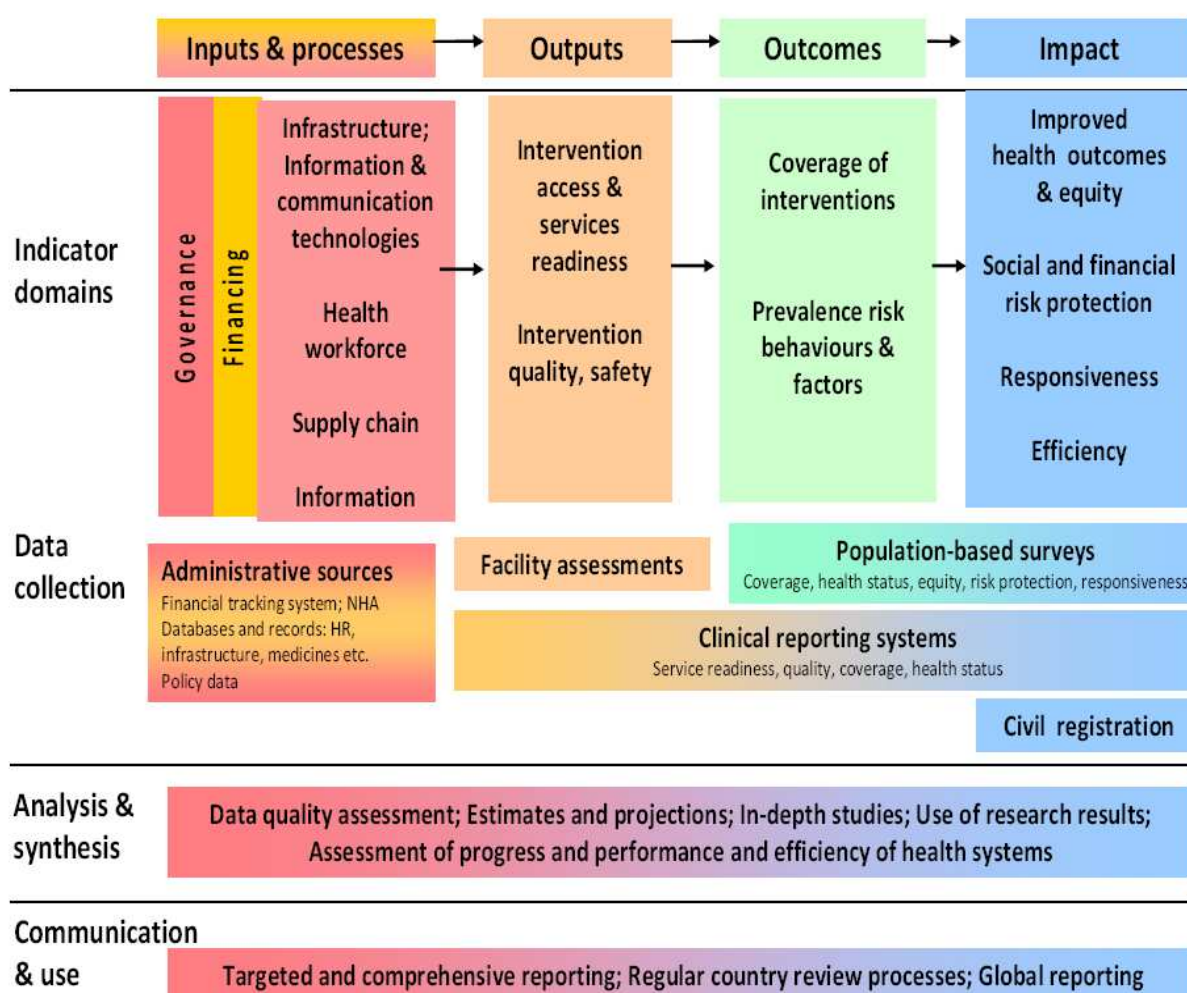 Inputs & processes
Outputs
Outcomes
Impact
Indicator
domains
Governance
Financing
Infrastructure;
Information &
communication
technologies
Health
workforce
Supply chain
Information
Intervention
access &
services
readiness
Intervention
quality, safety
Coverage of
interventions
Prevalence risk
behaviours &
factors
Improved
health outcomes
& equity
Social and financial
risk protection
Responsiveness
Efficiency
Data
collection
Administrative sources
Financial tracking system; NHA
Databases and records: HR,
infrastructure, medicines etc.
Policy data
Facility assessments
Population-based surveys
Coverage, health status, equity, risk protection, responsiveness
Clinical reporting systems
Service readiness, quality, coverage, health status
Civil registration
Analysis &
synthesis
Data quality assessment; Estimates and projections; In-depth studies; Use of research results;
Assessment of progress and performance and efficiency of health systems
Communication
& use
Targeted and comprehensive reporting; Regular country review processes; Global reporting